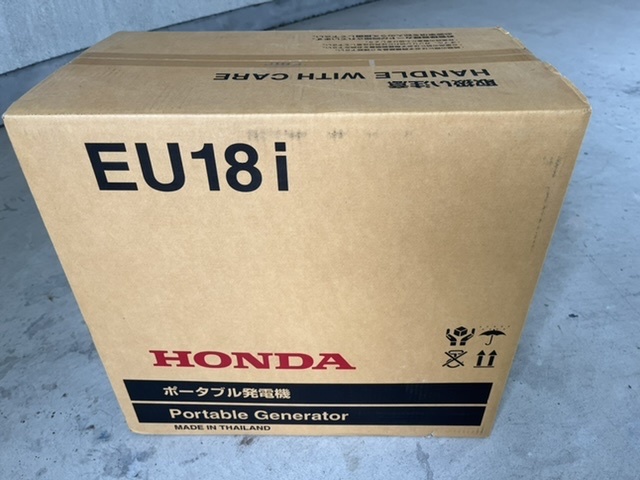 取扱い注意
HANDLE WITH CARE
EU18i
HONDA
ポータブル発電機
Portable Generator
MADE IN THAILAND